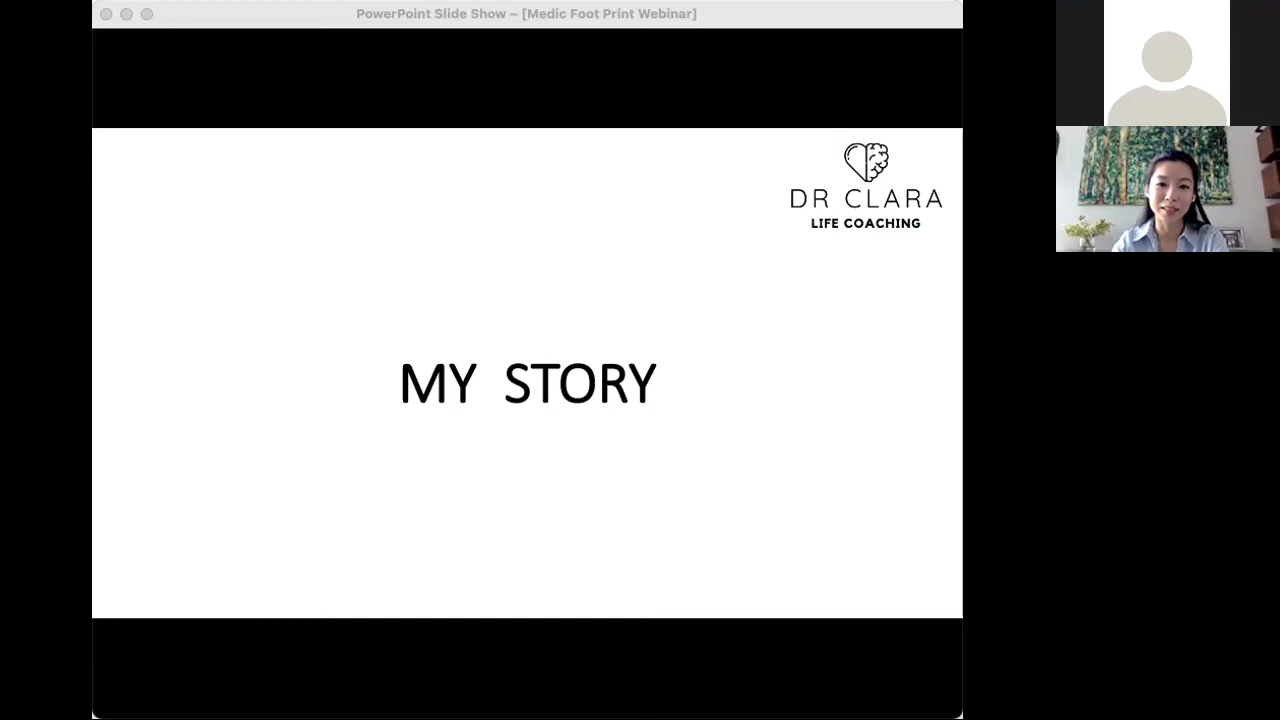 PowerPoint Slide Show – [Medic Foot Print Webinar]
DR CLARA
LIFE COACHING
MY STORY